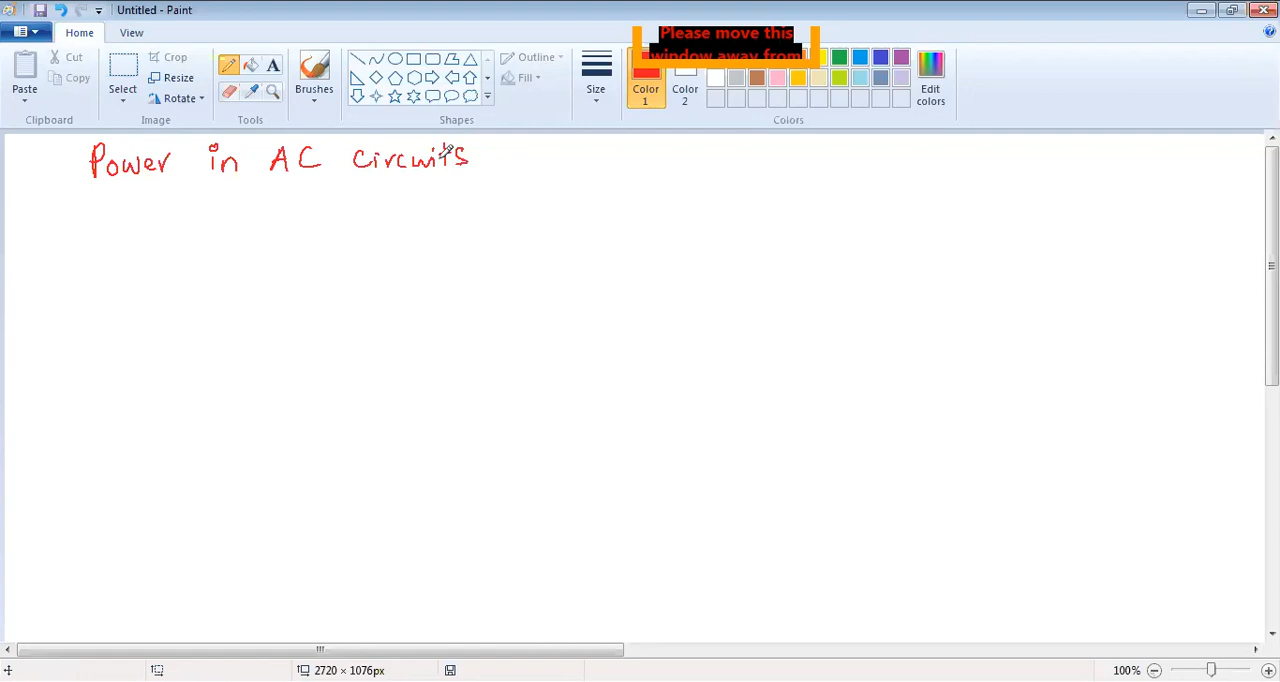 Untitled - Paint
Home
View
Paste
Cut
Copy
Clipboard
Select
Crop
Resize
Rotate
Image
A
Tools
Brushes
Outline
Fill
Shapes
Size
Please move this
window away from
Color
1
Color
2
Edit
colors
Colors
Power in AC circuits
2720 × 1076px
100%